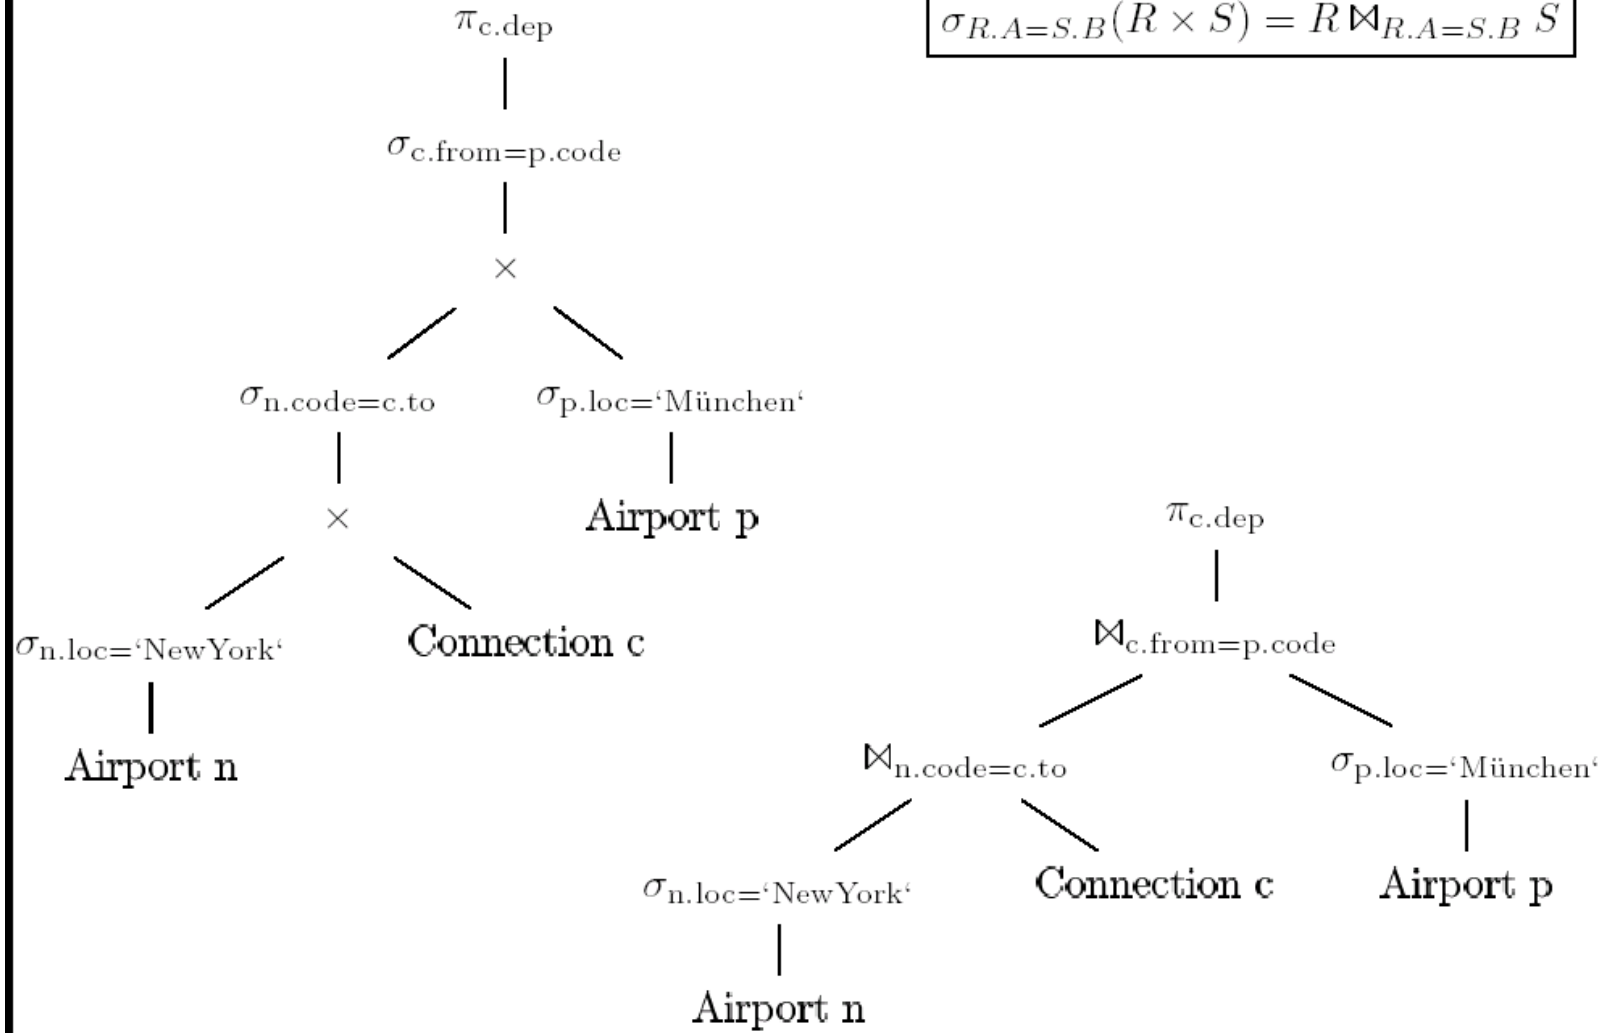 π_{c.dep}
σ_{R.A=S.B}(R × S) = R ⋈_{R.A=S.B} S
σ_{c.from=p.code}
×
σ_{n.code=c.to} σ_{p.loc=‘München‘}
× Airport p
σ_{n.loc=‘NewYork‘} Connection c
Airport n
π_{c.dep}
⋈_{c.from=p.code}
⋈_{n.code=c.to} σ_{p.loc=‘München‘}
σ_{n.loc=‘NewYork‘} Connection c Airport p
Airport n